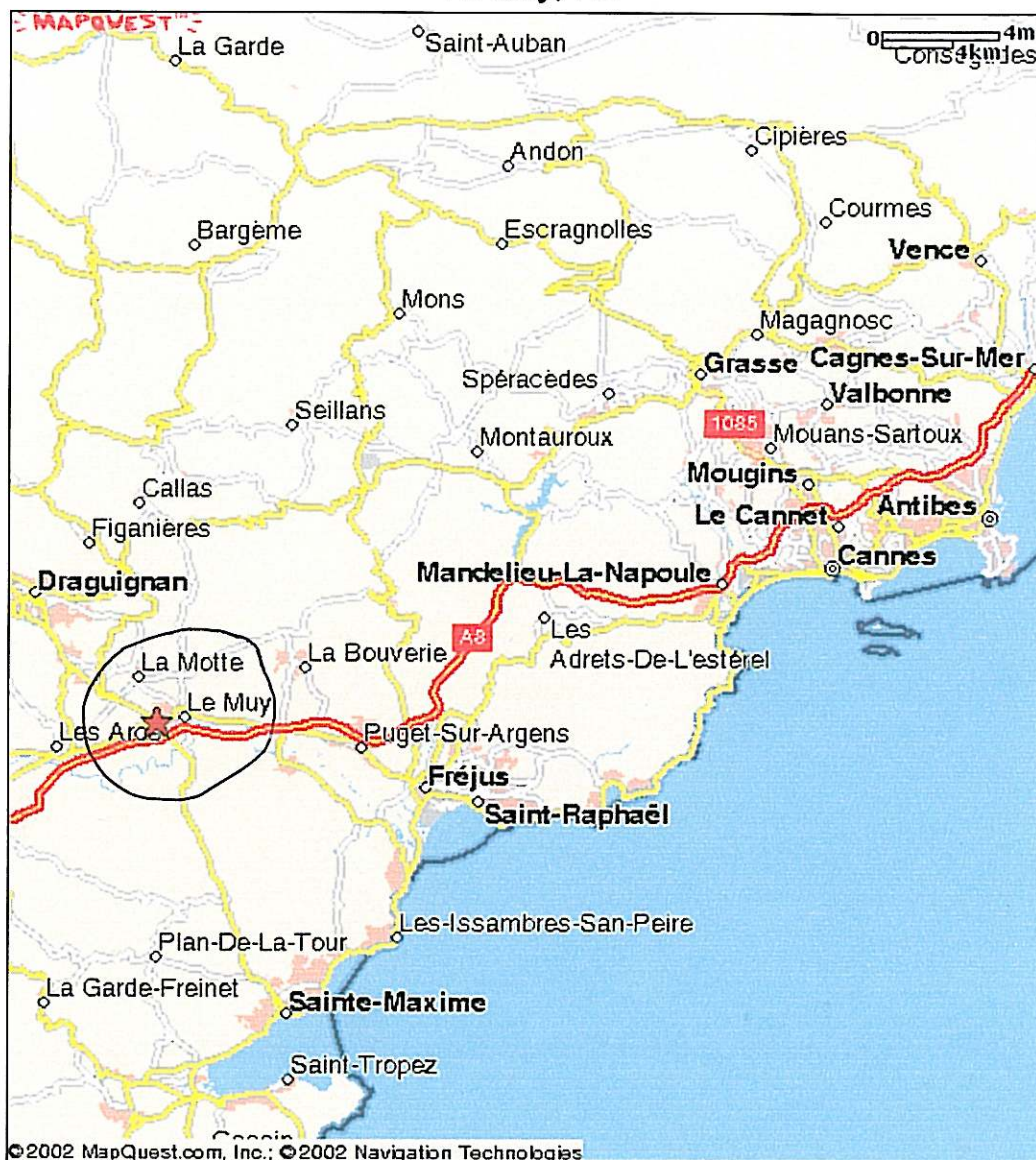 MAPQUEST
La Garde
Saint-Auban
0 4m
4km
Andon
Cipières
Courmes
Bargème
Escragnolles
Vence
Mons
Magagnosc
Grasse
Cagnes-Sur-Mer
Spéracèdes
Valbonne
Seillans
1085
Mouans-Sartoux
Montauroux
Mougins
Callas
Antibes
Le Cannet
Figanières
Cannes
Draguignan
Mandelieu-La-Napoule
Les
Adrets-De-L'estérel
A8
La Bouverie
La Motte
Le Muy
Les
Puget-Sur-Argens
Fréjus
Saint-Raphaël
Les-Issambres-San-Peire
Plan-De-La-Tour
La Garde-Freinet
Sainte-Maxime
Saint-Tropez
©2002 MapQuest.com, Inc.; ©2002 Navigation Technologies